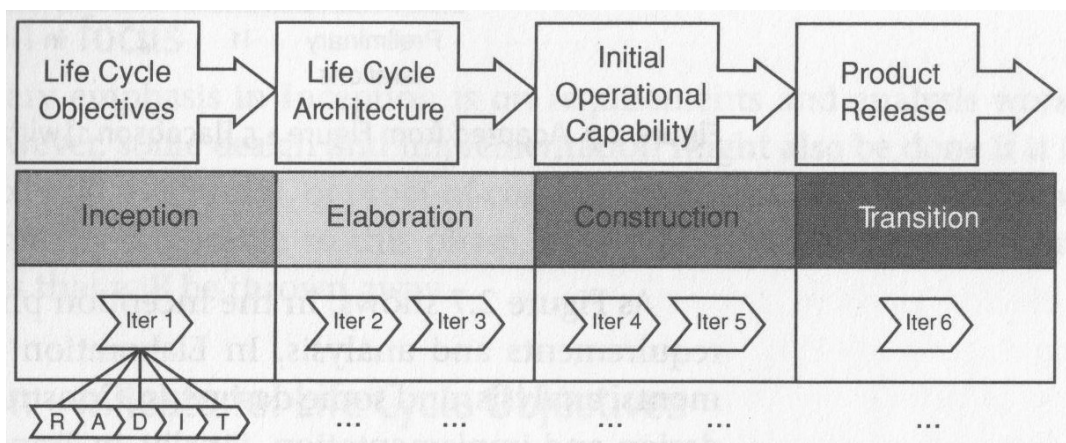 Life Cycle
Objectives
Life Cycle
Architecture
Initial
Operational
Capability
Product
Release
Inception
Elaboration
Construction
Transition
Iter 1
Iter 2
Iter 3
Iter 4
Iter 5
Iter 6
R A D I T
... ... ... ... ...